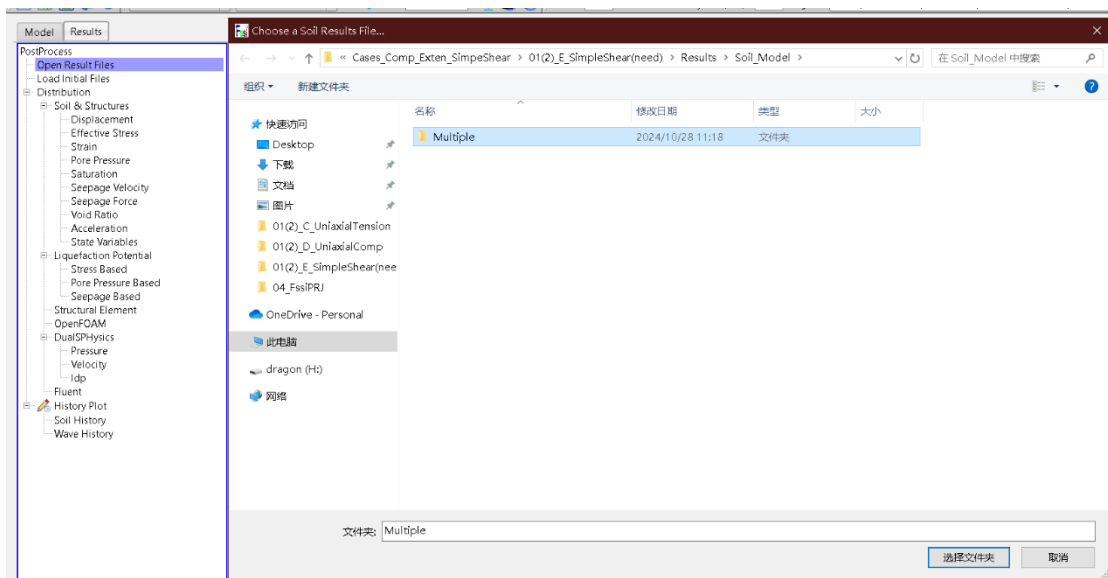 Model Results
PostProcess
Open Result Files
Load Initial Files
Distribution
Soil & Structures
Displacement
Effective Stress
Strain
Pore Pressure
Saturation
Seepage Velocity
Seepage Force
Void Ratio
Acceleration
State Variables
Liquefaction Potential
Stress Based
Pore Pressure Based
Seepage Based
Structural Element
OpenFOAM
DualSPHysics
Pressure
Velocity
Idp
Fluent
History Plot
Soil History
Wave History
Choose a Soil Results File...
« Cases_Comp_Exten_SimpeShear > 01(2)_E_SimpleShear(need) > Results > Soil_Model >
在 Soil_Model 中搜索
组织 新建文件夹
快速访问
Desktop
下载
文档
图片
01(2)_C_UniaxialTension
01(2)_D_UniaxialComp
01(2)_E_SimpleShear(nee
04_FssiPRJ
OneDrive - Personal
此电脑
dragon (H:)
网络
名称 修改日期 类型 大小
Multiple 2024/10/28 11:18 文件夹
文件夹: Multiple
选择文件夹 取消